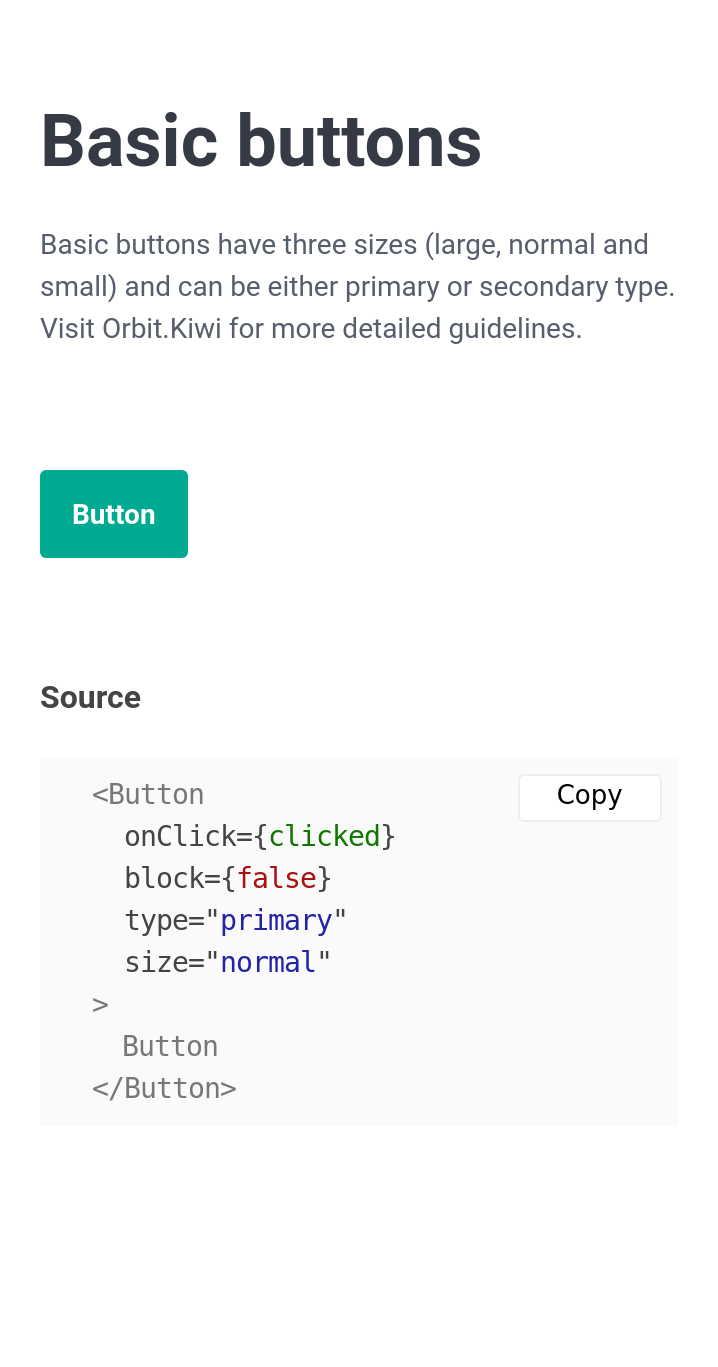 Basic buttons
Basic buttons have three sizes (large, normal and
small) and can be either primary or secondary type.
Visit Orbit.Kiwi for more detailed guidelines.
Button
Source
<Button
Copy
onClick={clicked}
block={false}
type="primary"
size="normal"
>
Button
</Button>